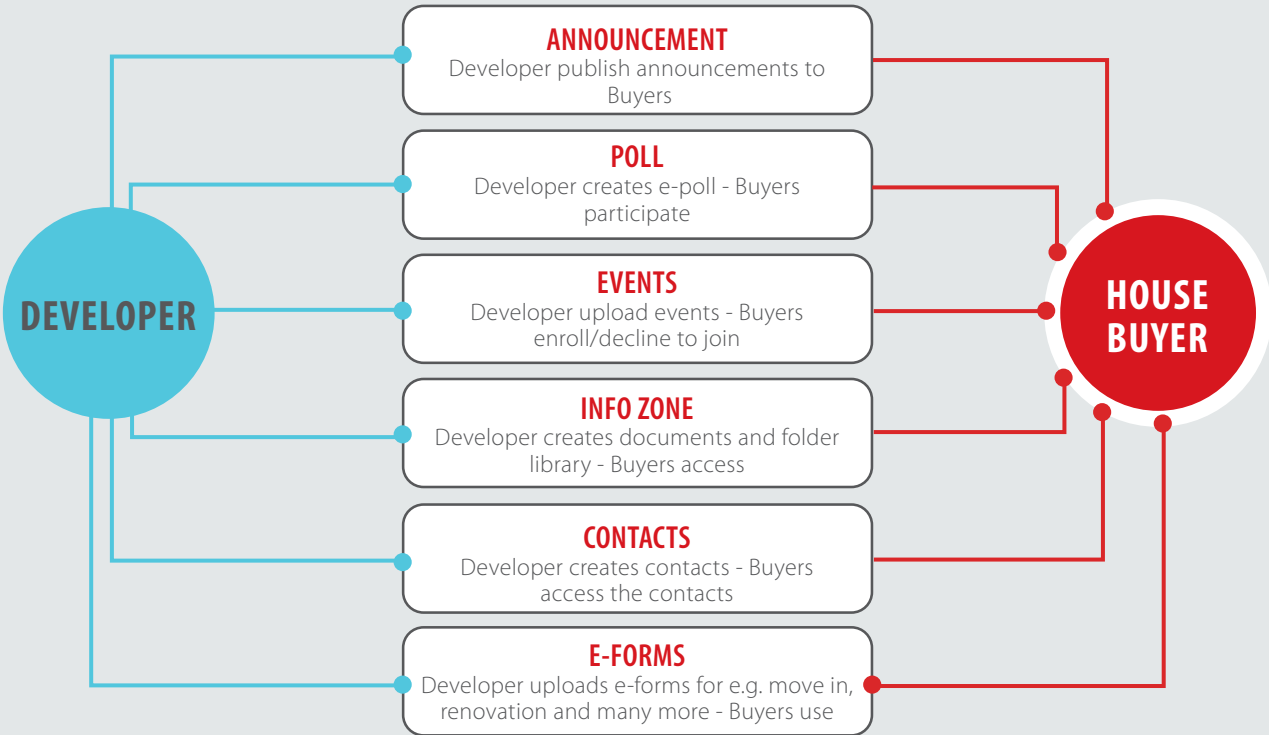 ANNOUNCEMENT
Developer publish announcements to
Buyers
POLL
Developer creates e-poll - Buyers
participate
EVENTS
Developer upload events - Buyers
enroll/decline to join
DEVELOPER
HOUSE
BUYER
INFO ZONE
Developer creates documents and folder
library - Buyers access
CONTACTS
Developer creates contacts - Buyers
access the contacts
E-FORMS
Developer uploads e-forms for e.g. move in,
renovation and many more - Buyers use